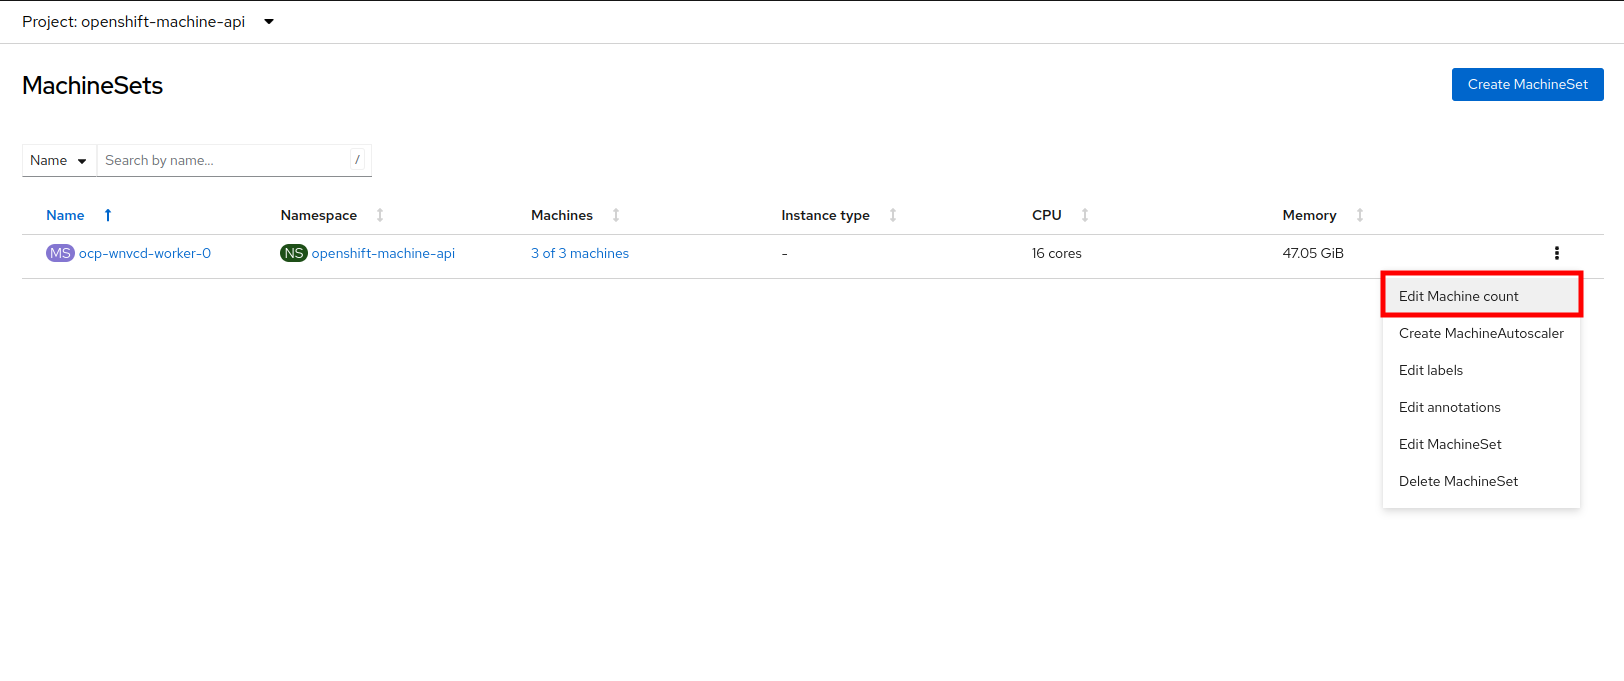 Project: openshift-machine-api
MachineSets
Create MachineSet
Name Search by name... /
Name Namespace Machines Instance type CPU Memory
MS ocp-wnvcd-worker-0 NS openshift-machine-api 3 of 3 machines - 16 cores 47.05 GiB
Edit Machine count
Create MachineAutoscaler
Edit labels
Edit annotations
Edit MachineSet
Delete MachineSet